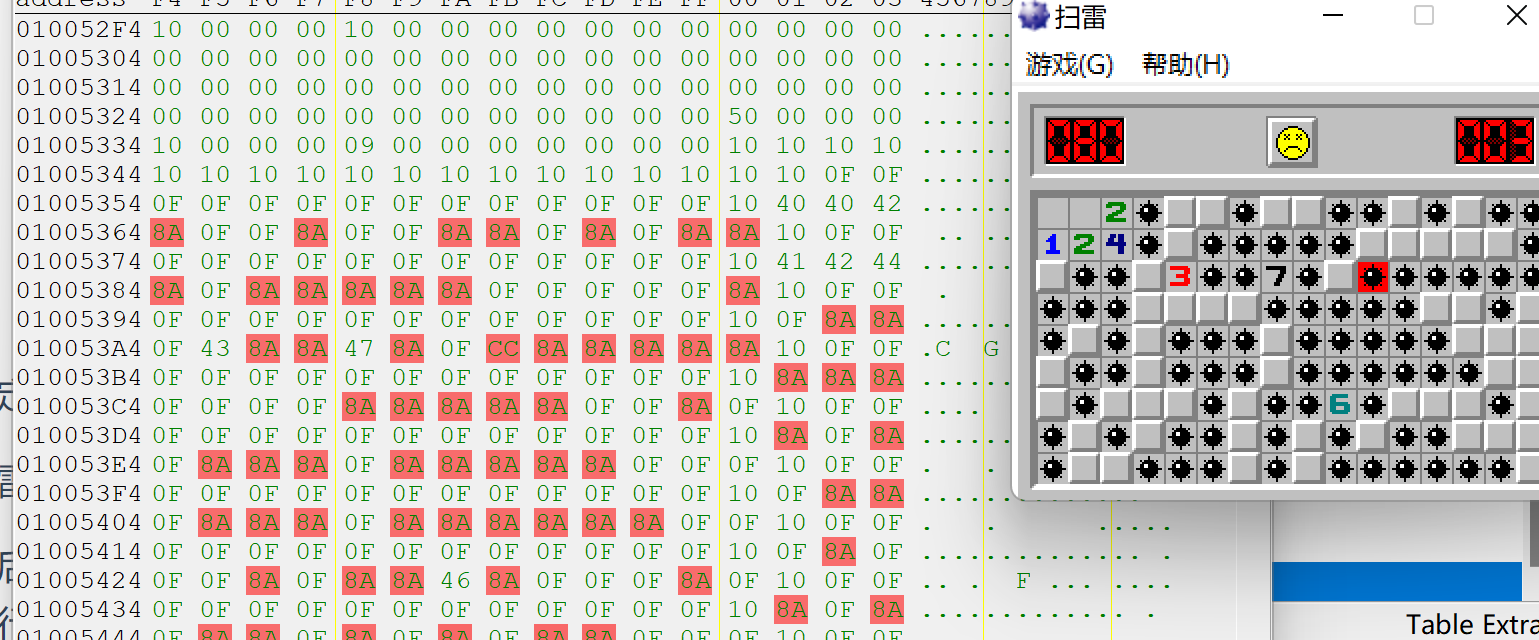 address F4 F5 F6 F7 F8 F9 FA FB FC FD FE FF 00 01 02 03 456789
010052F4 10 00 00 00 10 00 00 00 00 00 00 00 00 00 00 00 ......
01005304 00 00 00 00 00 00 00 00 00 00 00 00 00 00 00 00 ......
01005314 00 00 00 00 00 00 00 00 00 00 00 00 00 00 00 00 ......
01005324 00 00 00 00 00 00 00 00 00 00 00 00 50 00 00 00 ......
01005334 10 00 00 00 09 00 00 00 00 00 00 00 10 10 10 10 ......
01005344 10 10 10 10 10 10 10 10 10 10 10 10 10 10 0F 0F ......
01005354 0F 0F 0F 0F 0F 0F 0F 0F 0F 0F 0F 0F 10 40 40 42 ......
01005364 8A 0F 0F 8A 0F 0F 8A 8A 0F 8A 0F 8A 8A 10 0F 0F .. ..
01005374 0F 0F 0F 0F 0F 0F 0F 0F 0F 0F 0F 0F 10 41 42 44 ......
01005384 8A 0F 8A 8A 8A 8A 8A 0F 0F 0F 0F 0F 8A 10 0F 0F .
01005394 0F 0F 0F 0F 0F 0F 0F 0F 0F 0F 0F 0F 10 0F 8A 8A ......
010053A4 0F 43 8A 8A 47 8A 0F CC 8A 8A 8A 8A 8A 10 0F 0F .C G
010053B4 0F 0F 0F 0F 0F 0F 0F 0F 0F 0F 0F 0F 10 8A 8A 8A ......
010053C4 0F 0F 0F 0F 8A 8A 8A 8A 8A 0F 0F 8A 0F 10 0F 0F ....
010053D4 0F 0F 0F 0F 0F 0F 0F 0F 0F 0F 0F 0F 10 8A 0F 8A ......
010053E4 0F 8A 8A 8A 0F 8A 8A 8A 8A 8A 0F 0F 0F 10 0F 0F . .
010053F4 0F 0F 0F 0F 0F 0F 0F 0F 0F 0F 0F 0F 10 0F 8A 8A
01005404 0F 8A 8A 8A 0F 8A 8A 8A 8A 8A 8A 0F 0F 10 0F 0F . . .....
01005414 0F 0F 0F 0F 0F 0F 0F 0F 0F 0F 0F 0F 10 0F 8A 0F .............. .
01005424 0F 0F 8A 0F 8A 8A 46 8A 0F 0F 0F 8A 0F 10 0F 0F .. . F ... ....
01005434 0F 0F 0F 0F 0F 0F 0F 0F 0F 0F 0F 0F 10 8A 0F 8A ............. .
01005444 0F 8A 8A 8A 0F 8A 0F 8A 0F 8A 8A
扫雷
游戏(G) 帮助(H)
2
1 2 4
3 7
6
Table Extra